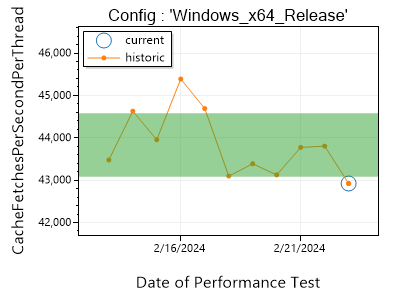 Config : 'Windows_x64_Release'
CacheFetchesPerSecondPerThread
current
historic
46,000
45,000
44,000
43,000
42,000
2/16/2024
2/21/2024
Date of Performance Test